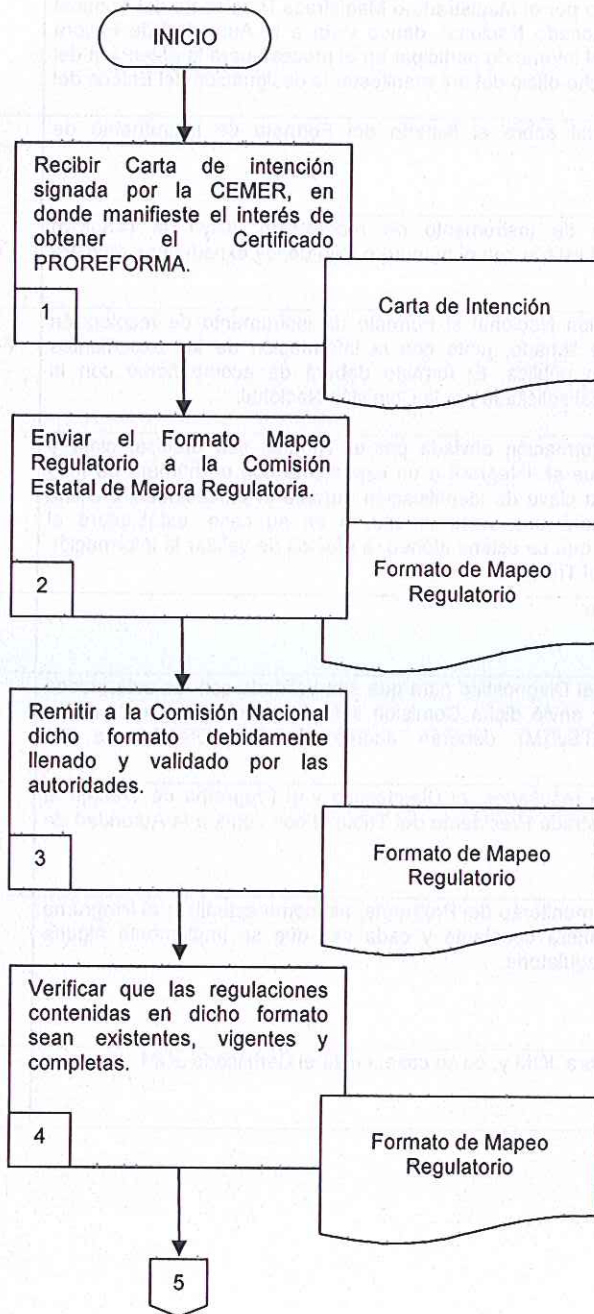 INICIO
Recibir Carta de intención
signada por la CEMER, en
donde manifieste el interés de
obtener el Certificado
PROREFORMA.
1
Carta de Intención
Enviar el Formato Mapeo
Regulatorio a la Comisión
Estatal de Mejora Regulatoria.
2
Formato de Mapeo
Regulatorio
Remitir a la Comisión Nacional
dicho formato debidamente
llenado y validado por las
autoridades.
3
Formato de Mapeo
Regulatorio
Verificar que las regulaciones
contenidas en dicho formato
sean existentes, vigentes y
completas.
4
Formato de Mapeo
Regulatorio
5